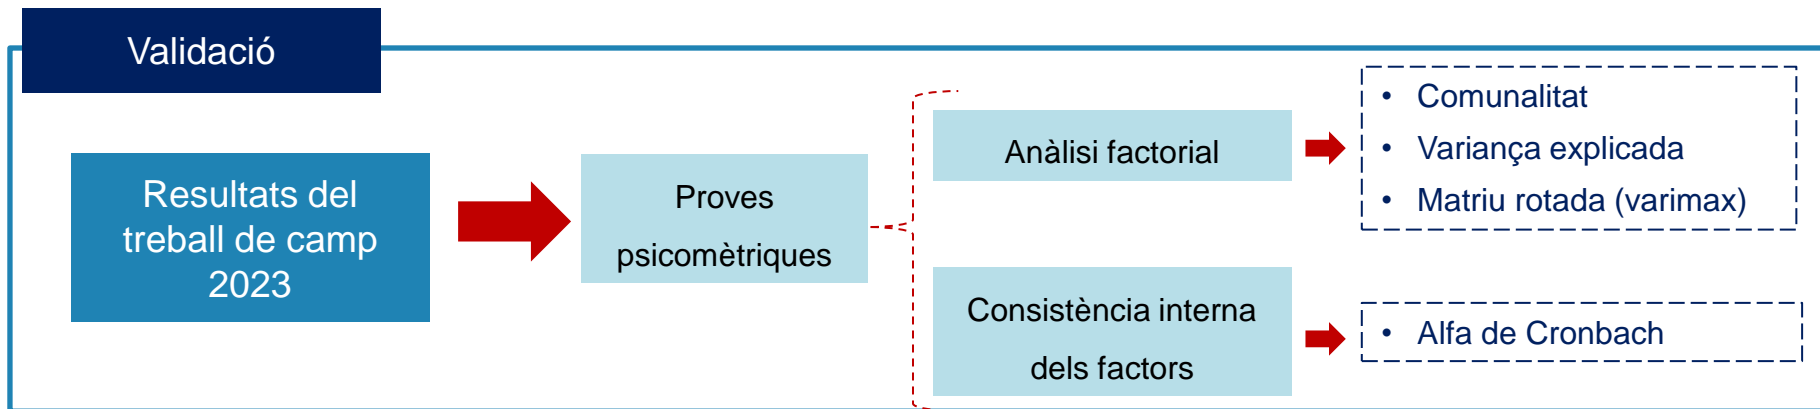 Validació
Resultats del
treball de camp
2023
Proves
psicomètriques
Anàlisi factorial
• Comunalitat
• Variança explicada
• Matriu rotada (varimax)
Consistència interna
dels factors
• Alfa de Cronbach